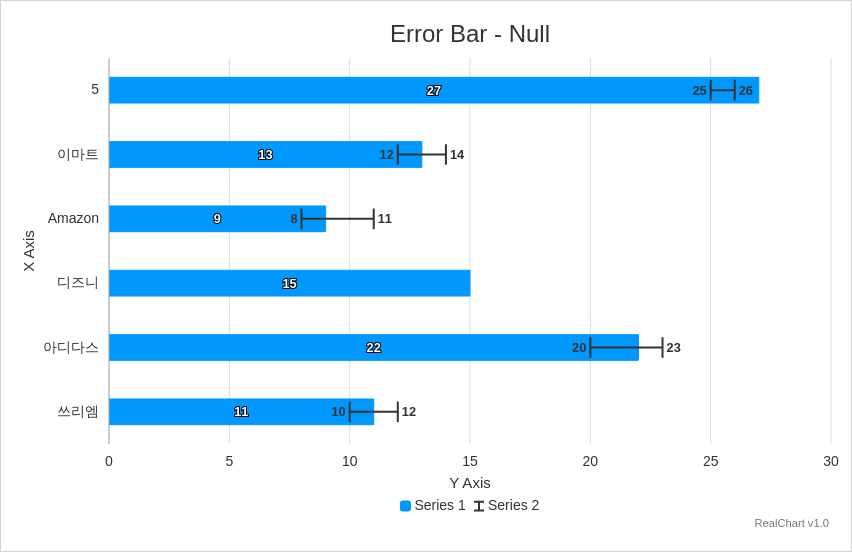 Error Bar - Null
5 27 25 26
이마트 13 12 14
Amazon 9 8 11
디즈니 15
아디다스 22 20 23
쓰리엠 11 10 12
X Axis
0 5 10 15 20 25 30
Y Axis
Series 1 Series 2
RealChart v1.0